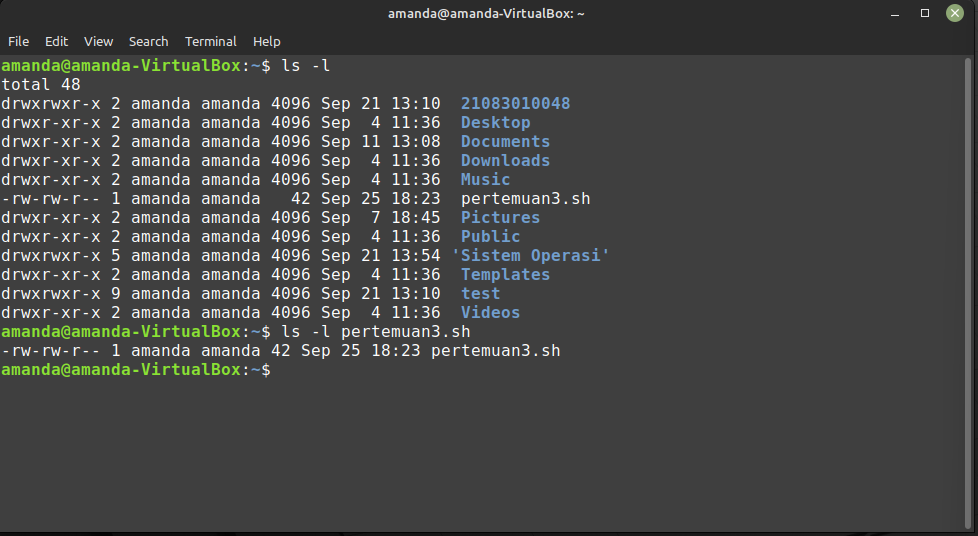 amanda@amanda-VirtualBox: ~
File Edit View Search Terminal Help
amanda@amanda-VirtualBox:~$ ls -l
total 48
drwxrwxr-x 2 amanda amanda 4096 Sep 21 13:10  21083010048
drwxr-xr-x 2 amanda amanda 4096 Sep  4 11:36  Desktop
drwxr-xr-x 2 amanda amanda 4096 Sep 11 13:08  Documents
drwxr-xr-x 2 amanda amanda 4096 Sep  4 11:36  Downloads
drwxr-xr-x 2 amanda amanda 4096 Sep  4 11:36  Music
-rw-rw-r-- 1 amanda amanda   42 Sep 25 18:23  pertemuan3.sh
drwxr-xr-x 2 amanda amanda 4096 Sep  7 18:45  Pictures
drwxr-xr-x 2 amanda amanda 4096 Sep  4 11:36  Public
drwxrwxr-x 5 amanda amanda 4096 Sep 21 13:54 'Sistem Operasi'
drwxr-xr-x 2 amanda amanda 4096 Sep  4 11:36  Templates
drwxrwxr-x 9 amanda amanda 4096 Sep 21 13:10  test
drwxr-xr-x 2 amanda amanda 4096 Sep  4 11:36  Videos
amanda@amanda-VirtualBox:~$ ls -l pertemuan3.sh
-rw-rw-r-- 1 amanda amanda 42 Sep 25 18:23 pertemuan3.sh
amanda@amanda-VirtualBox:~$